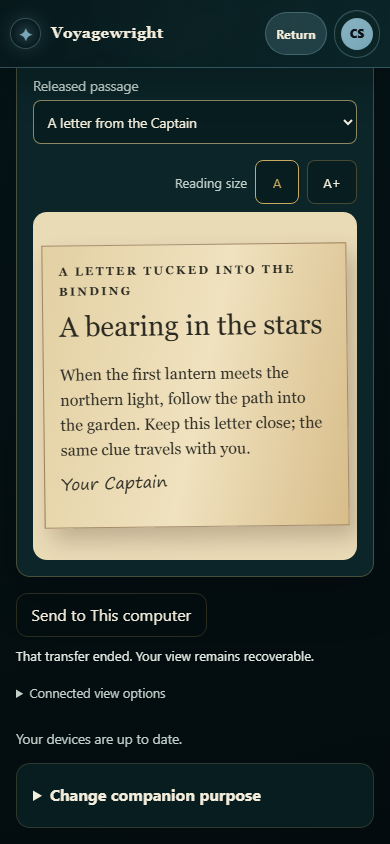 Voyagewright
Return
CS
Released passage
A letter from the Captain
Reading size
A
A+
A LETTER TUCKED INTO THE
BINDING
A bearing in the stars
When the first lantern meets the
northern light, follow the path into
the garden. Keep this letter close; the
same clue travels with you.
Your Captain
Send to This computer
That transfer ended. Your view remains recoverable.
Connected view options
Your devices are up to date.
Change companion purpose